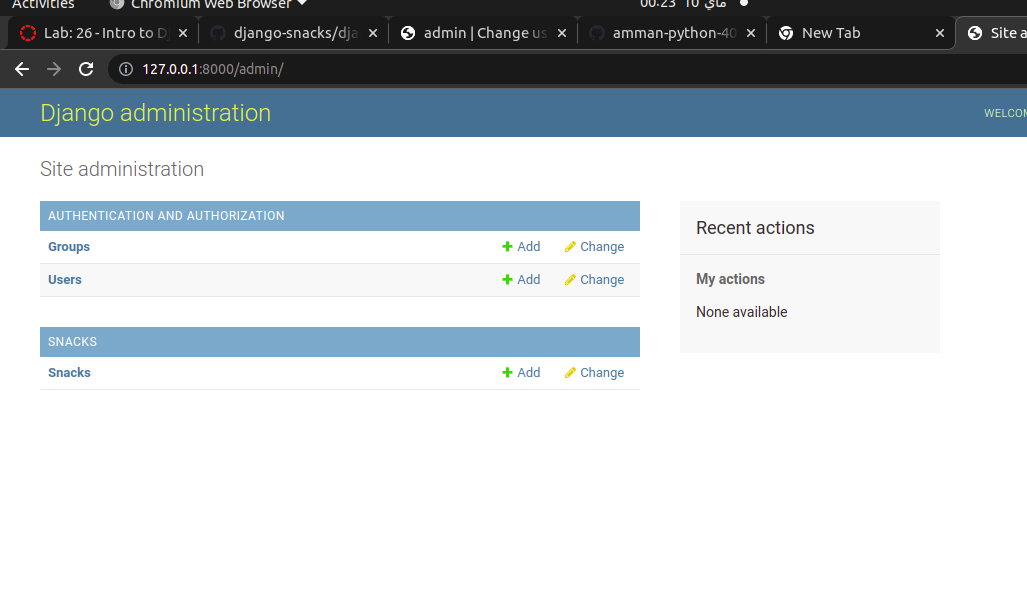 Activities Chromium Web Browser 00:23 10 ماي
Lab: 26 - Intro to D django-snacks/dja admin | Change us amman-python-40 New Tab Site a
127.0.0.1:8000/admin/
Django administration WELCOM
Site administration
AUTHENTICATION AND AUTHORIZATION
Groups Add Change
Users Add Change
SNACKS
Snacks Add Change
Recent actions
My actions
None available